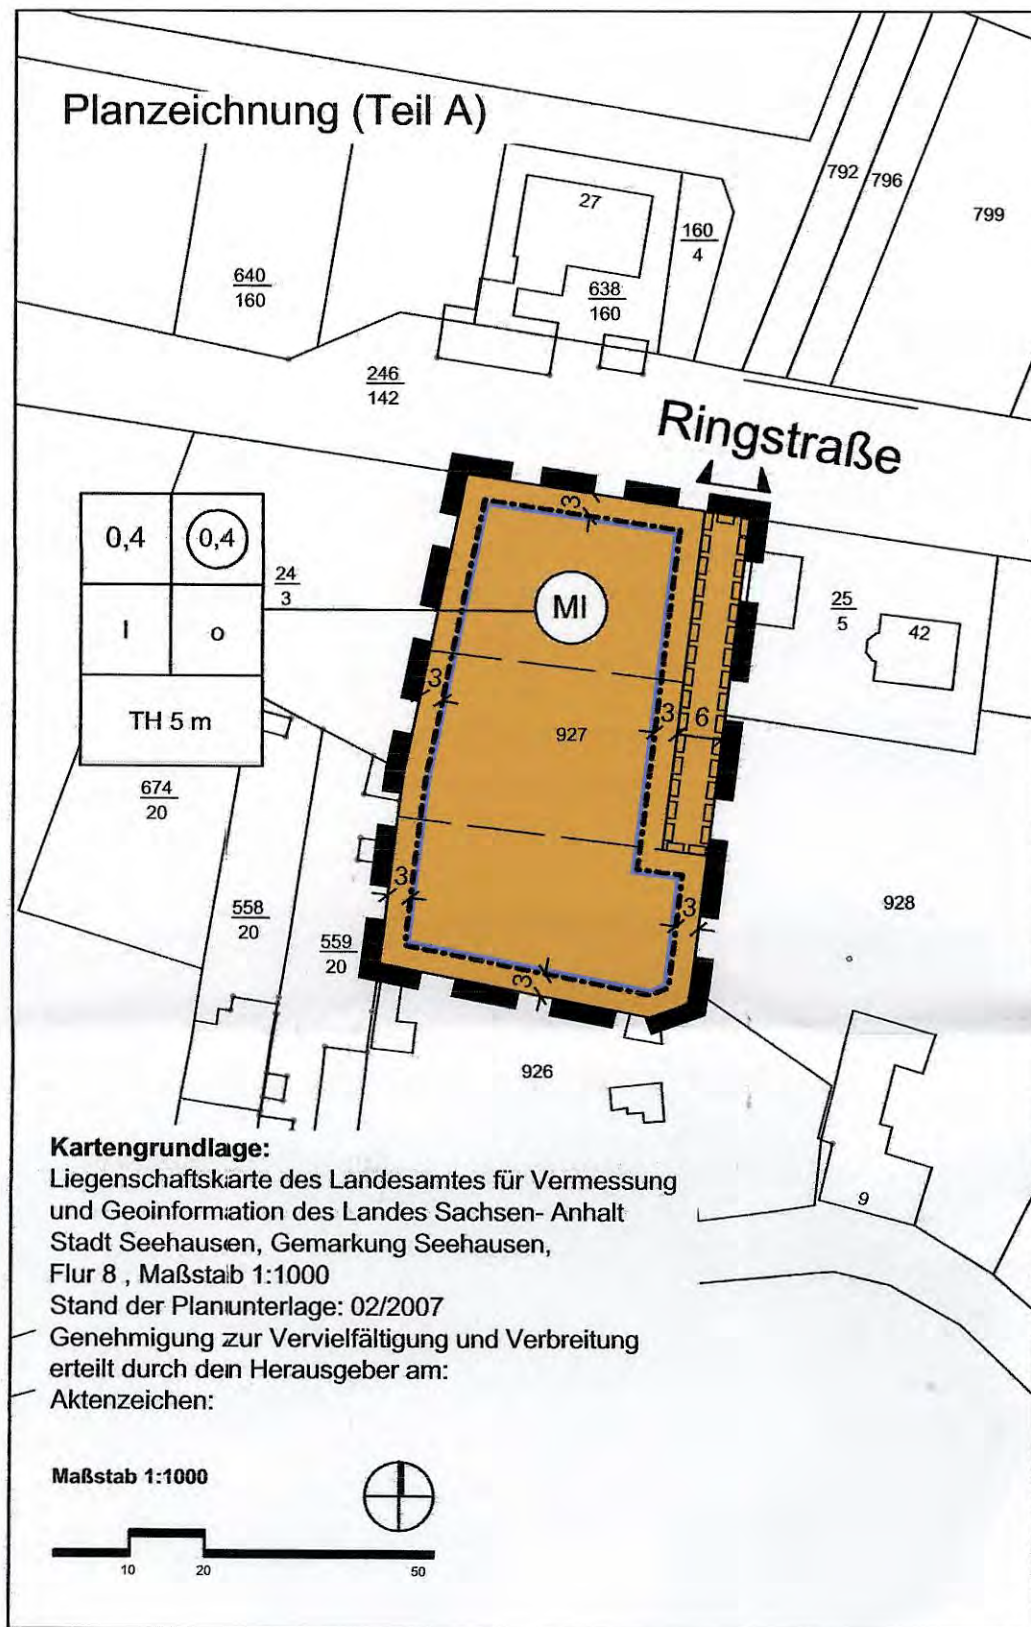 Planzeichnung (Teil A)
792
796
799
27
160
4
640
160
638
160
246
142
Ringstraße
0,4
0,4
24
3
I
o
TH 5 m
3
MI
25
5
42
3
3
6
927
674
20
3
3
928
558
20
559
20
3
926
9
Kartengrundlage:
Liegenschaftskarte des Landesamtes für Vermessung
und Geoinformation des Landes Sachsen- Anhalt
Stadt Seehausen, Gemarkung Seehausen,
Flur 8 , Maßstab 1:1000
Stand der Planunterlage: 02/2007
Genehmigung zur Vervielfältigung und Verbreitung
erteilt durch den Herausgeber am:
Aktenzeichen:
Maßstab 1:1000
10 20 50